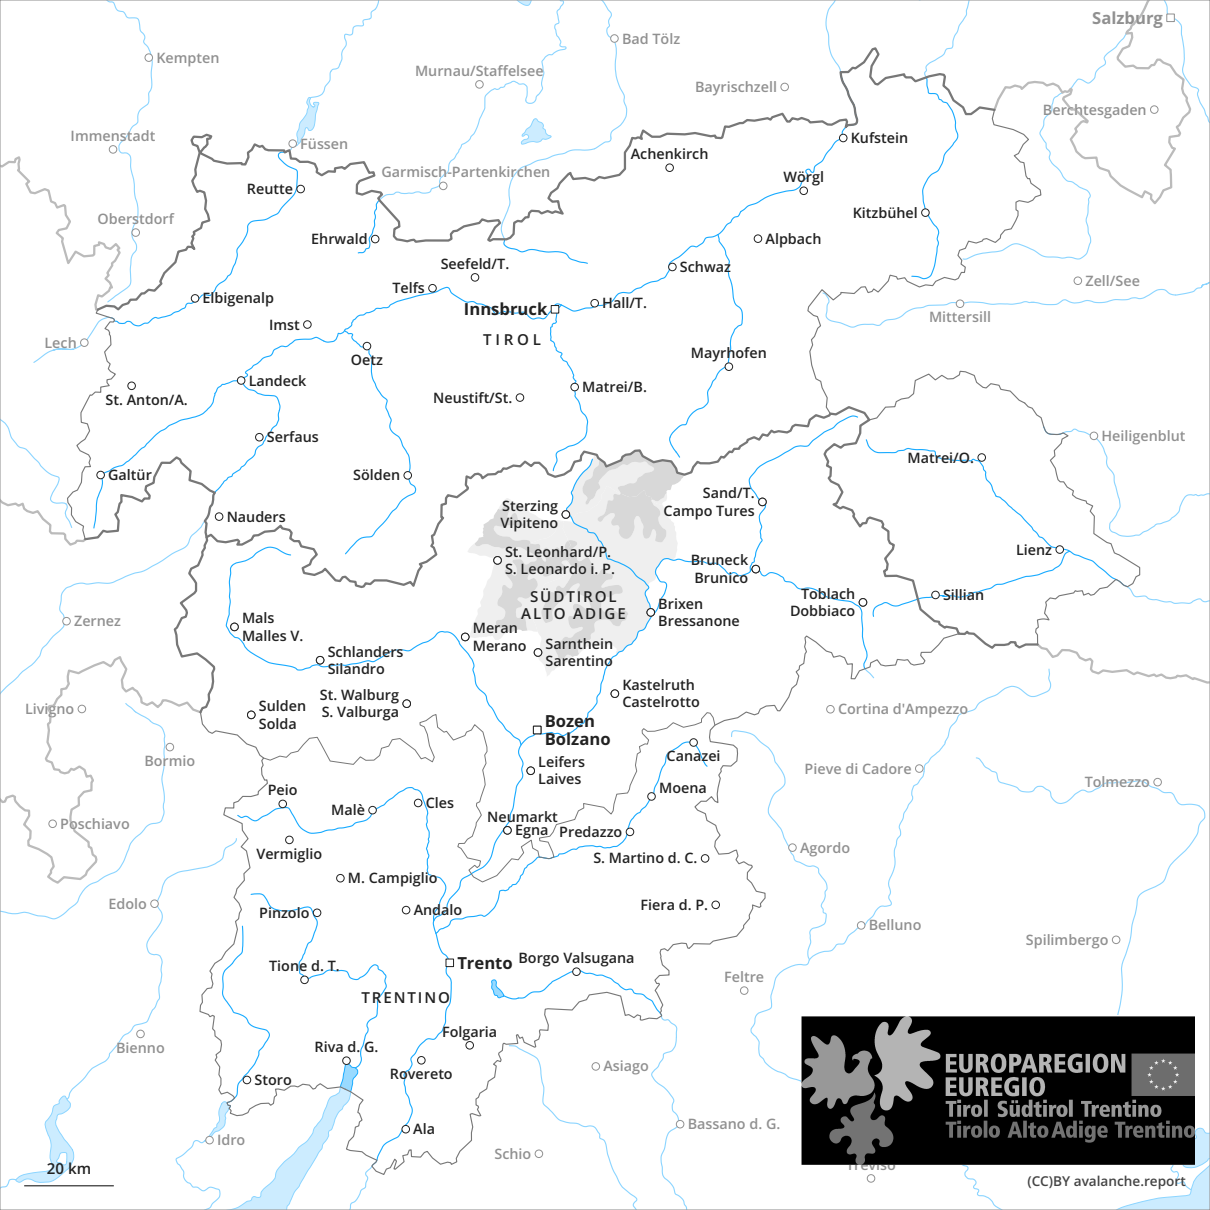 Salzburg
Bad Tölz
Kempten
Murnau/Staffelsee
Bayrischzell
Berchtesgaden
Immenstadt
Füssen
Kufstein
Achenkirch
Garmisch-Partenkirchen
Wörgl
Reutte
Oberstdorf
Kitzbühel
Ehrwald
Alpbach
Seefeld/T.
Schwaz
Zell/See
Telfs
Elbigenalp
Hall/T.
Innsbruck
Mittersill
Imst
TIROL
Lech
Oetz
Mayrhofen
Landeck
Matrei/B.
St. Anton/A.
Neustift/St.
Serfaus
Heiligenblut
Matrei/O.
Galtür
Sölden
Sand/T.
Campo Tures
Sterzing
Vipiteno
Nauders
St. Leonhard/P.
S. Leonardo i. P.
Lienz
Bruneck
Brunico
SÜDTIROL
ALTO ADIGE
Toblach
Dobbiaco
Sillian
Brixen
Bressanone
Zernez
Mals
Malles V.
Meran
Merano
Sarnthein
Sarentino
Schlanders
Silandro
St. Walburg
S. Valburga
Kastelruth
Castelrotto
Livigno
Sulden
Solda
Cortina d'Ampezzo
Bozen
Bolzano
Bormio
Canazei
Leifers
Laives
Pieve di Cadore
Tolmezzo
Peio
Moena
Malè
Cles
Neumarkt
Egna
Poschiavo
Predazzo
Vermiglio
S. Martino d. C.
Agordo
M. Campiglio
Edolo
Pinzolo
Andalo
Fiera d. P.
Belluno
Spilimbergo
Trento
Borgo Valsugana
Tione d. T.
Feltre
TRENTINO
Folgaria
Bienno
Riva d. G.
Rovereto
Asiago
Storo
EUROPAREGION
EUREGIO
Tirol Südtirol Trentino
Tirolo Alto Adige Trentino
Ala
Bassano d. G.
Idro
Schio
Treviso
20 km
(CC)BY avalanche.report